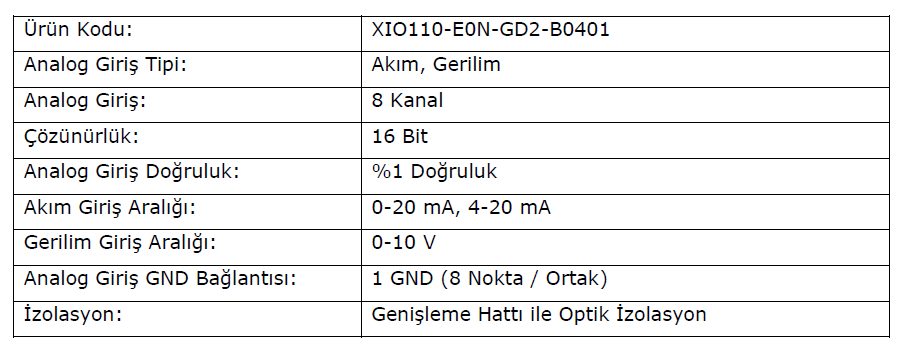 Ürün Kodu: XIO110-E0N-GD2-B0401
Analog Giriş Tipi: Akım, Gerilim
Analog Giriş: 8 Kanal
Çözünürlük: 16 Bit
Analog Giriş Doğruluk: %1 Doğruluk
Akım Giriş Aralığı: 0-20 mA, 4-20 mA
Gerilim Giriş Aralığı: 0-10 V
Analog Giriş GND Bağlantısı: 1 GND (8 Nokta / Ortak)
İzolasyon: Genişleme Hattı ile Optik İzolasyon